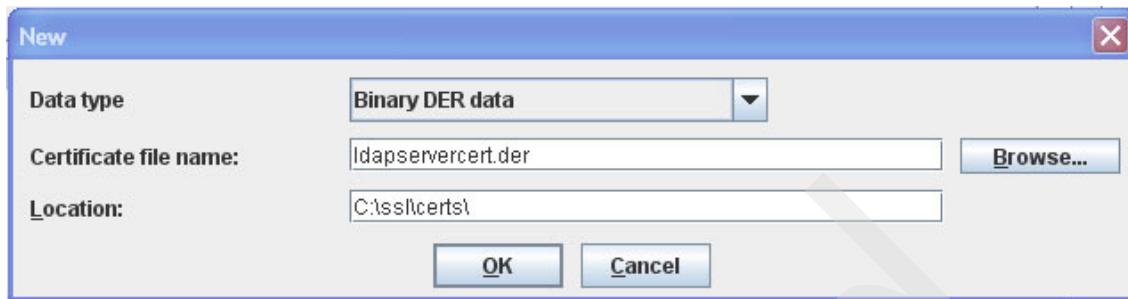 New
Data type Binary DER data
Certificate file name: ldapservercert.der Browse...
Location: C:\ssl\certs\
OK Cancel